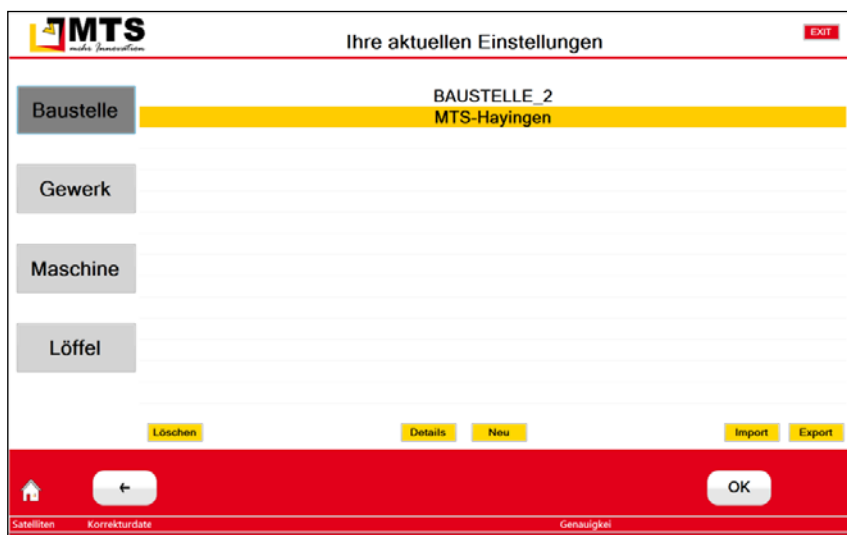 MTS
mehr Innovation
Ihre aktuellen Einstellungen
EXIT
Baustelle
BAUSTELLE_2
MTS-Hayingen
Gewerk
Maschine
Löffel
Löschen
Details
Neu
Import
Export
←
OK
Satelliten
Korrekturdate
Genauigkei